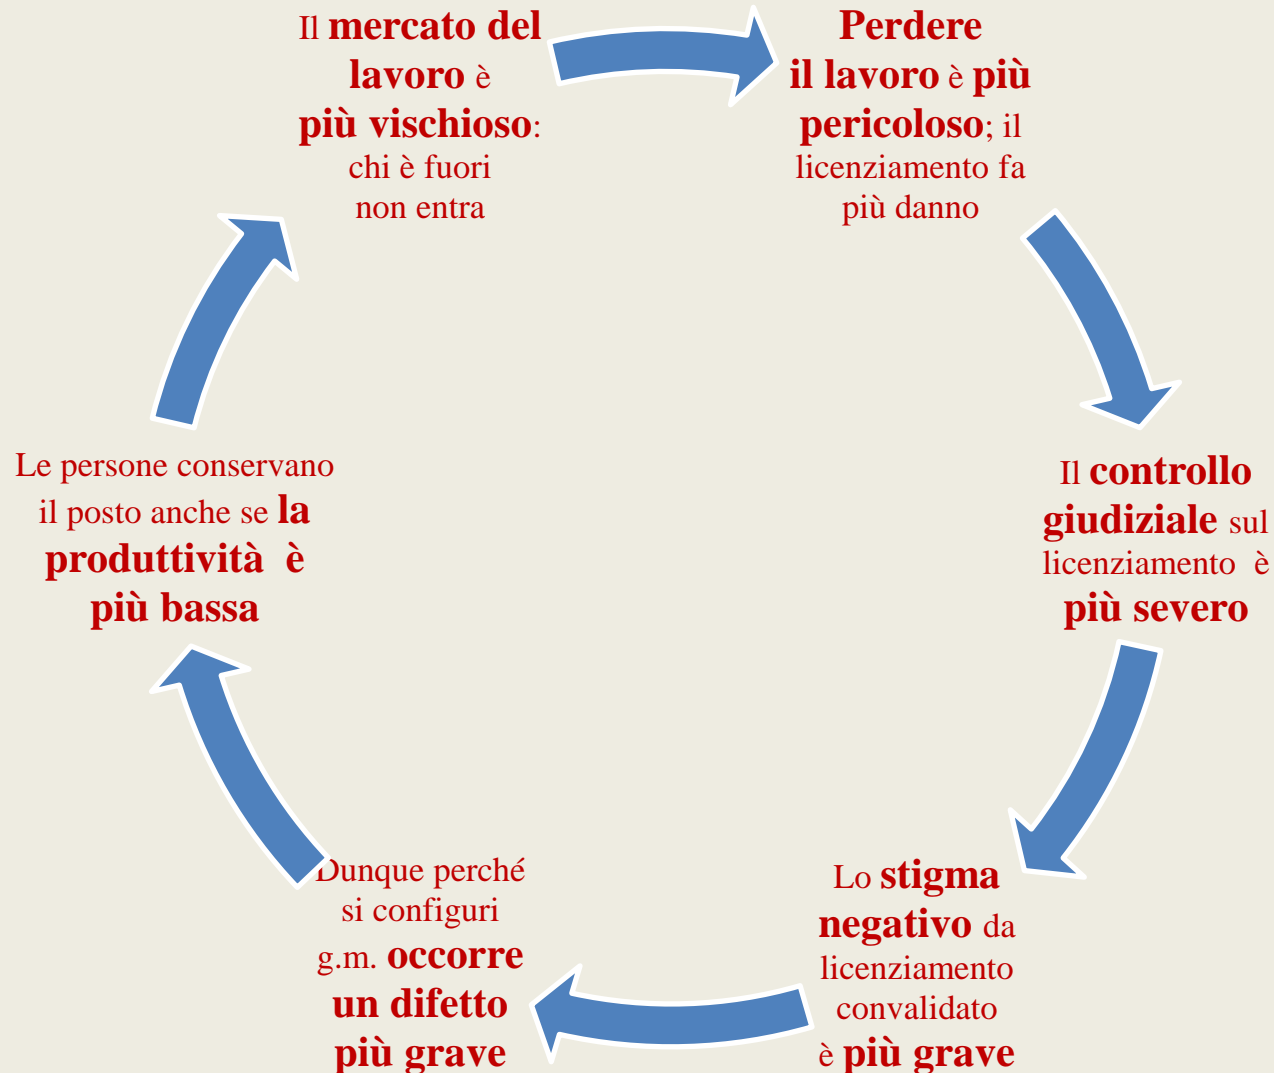 Il mercato del
lavoro è
più vischioso:
chi è fuori
non entra
Perdere
il lavoro è più
pericoloso; il
licenziamento fa
più danno
Il controllo
giudiziale sul
licenziamento è
più severo
Lo stigma
negativo da
licenziamento
convalidato
è più grave
Dunque perché
si configuri
g.m. occorre
un difetto
più grave
Le persone conservano
il posto anche se la
produttività è
più bassa